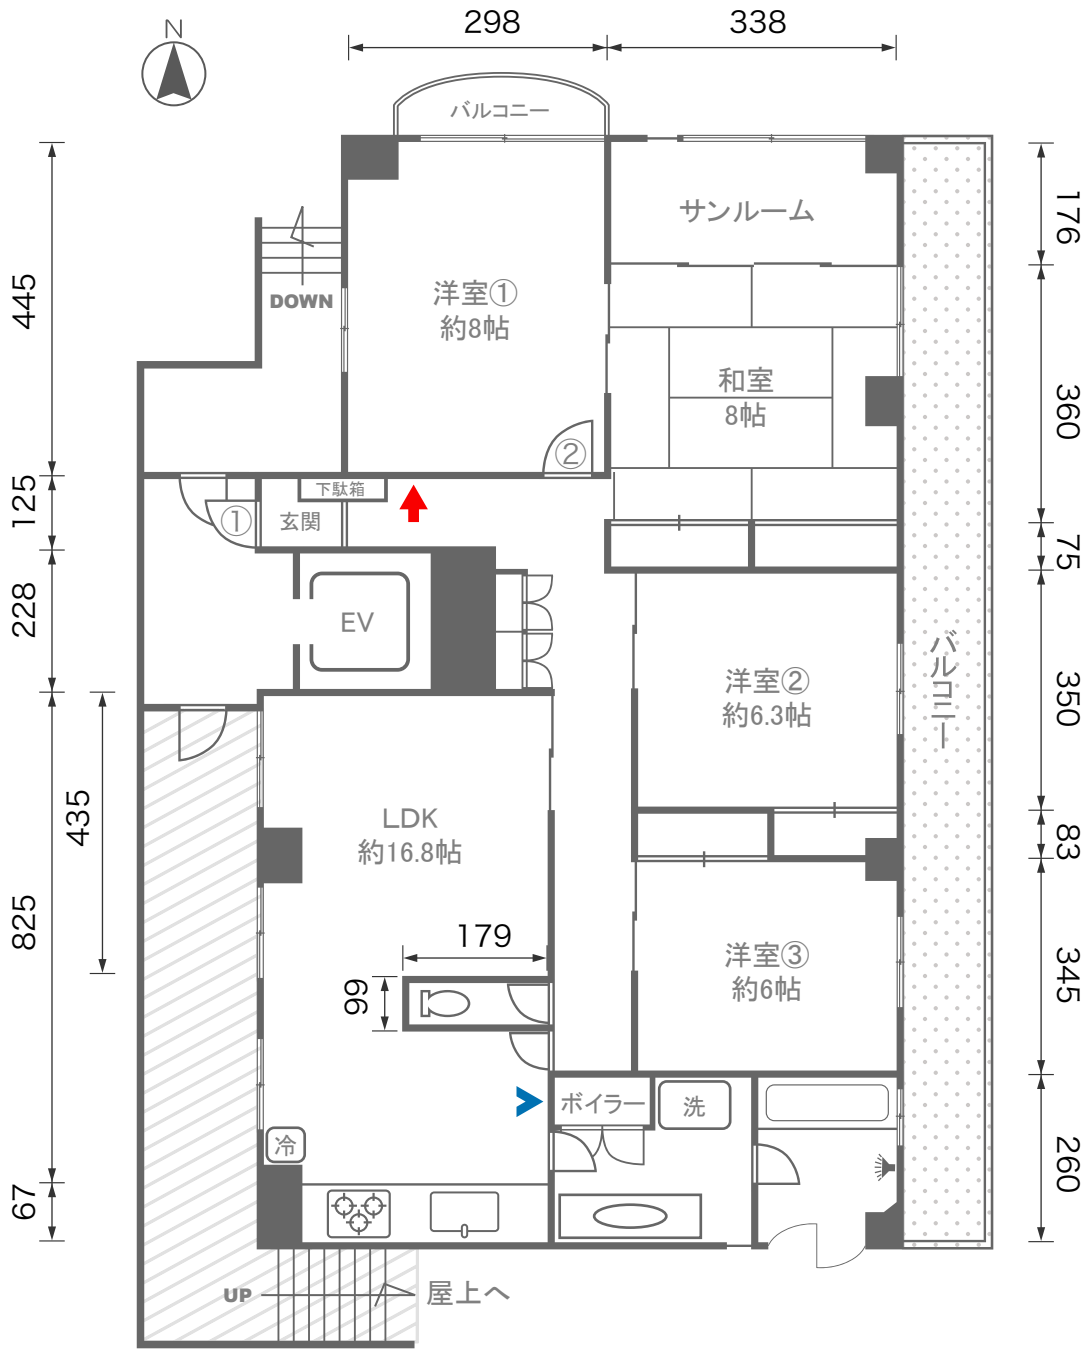 N
298
338
バルコニー
サンルーム
176
445
DOWN
洋室①
約8帖
和室
8帖
360
②
125
下駄箱
①
玄関
75
228
EV
バルコニー
洋室②
約6.3帖
350
435
LDK
約16.8帖
83
825
179
99
洋室③
約6帖
345
ボイラー
洗
冷
260
67
UP
屋上へ